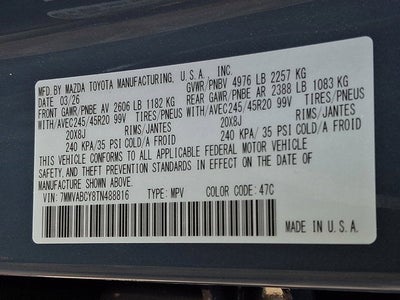 MFD. BY MAZDA TOYOTA MANUFACTURING, U.S.A., INC.
DATE 03/26 GVWR/PNBV 4976 LB 2257 KG
FRONT GAWR/PNBE AV 2606 LB 1182 KG REAR GAWR/PNBE AR 2388 LB 1083 KG
WITH/AVEC245/45R20 99V TIRES/PNEUS WITH/AVEC245/45R20 99V TIRES/PNEUS
20X8J RIMS/JANTES 20X8J RIMS/JANTES
240 KPA/35 PSI COLD/A FROID 240 KPA/35 PSI COLD/A FROID
THIS VEHICLE CONFORMS TO ALL APPLICABLE FEDERAL MOTOR VEHICLE
SAFETY, AND THEFT PREVENTION STANDARDS IN EFFECT ON THE DATE OF
MANUFACTURE SHOWN ABOVE.
VIN: 7MMVABCY8TN488816 TYPE: MPV COLOR CODE: 47C
MADE IN U.S.A.